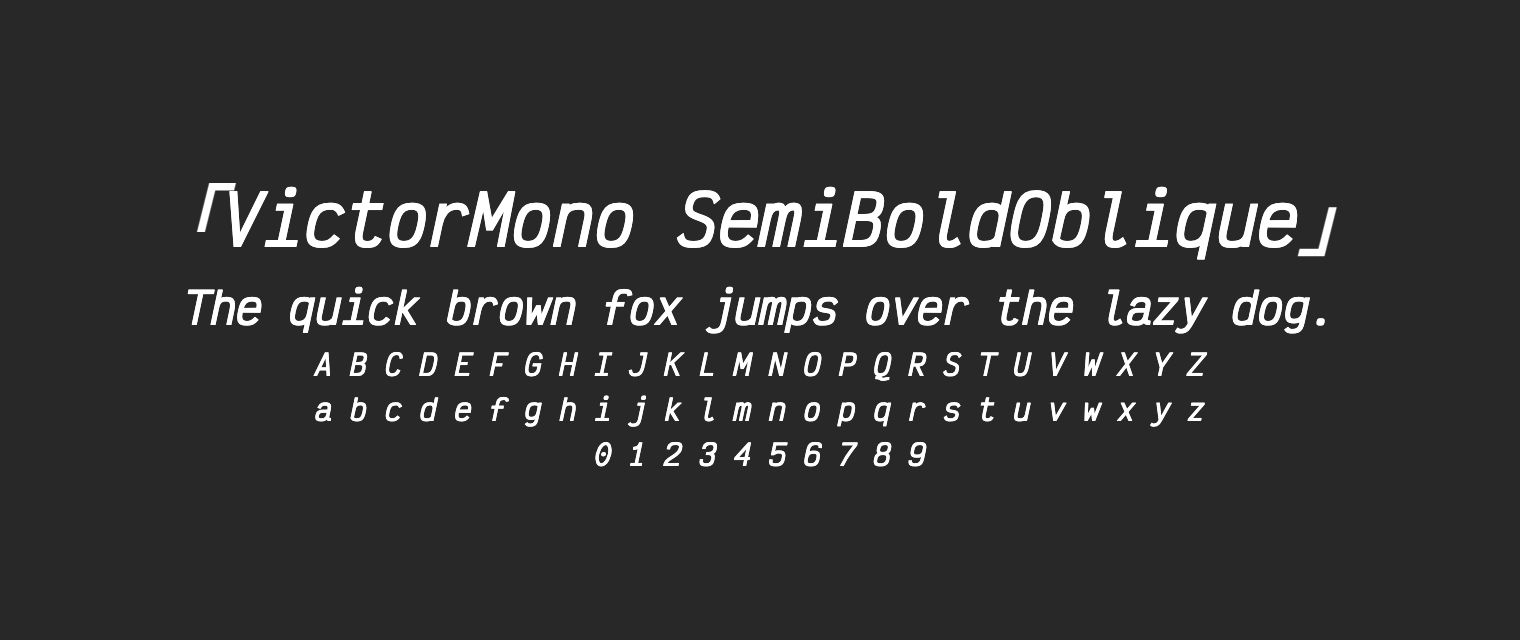 「VictorMono SemiBoldOblique」
The quick brown fox jumps over the lazy dog.
A B C D E F G H I J K L M N O P Q R S T U V W X Y Z
a b c d e f g h i j k l m n o p q r s t u v w x y z
0 1 2 3 4 5 6 7 8 9